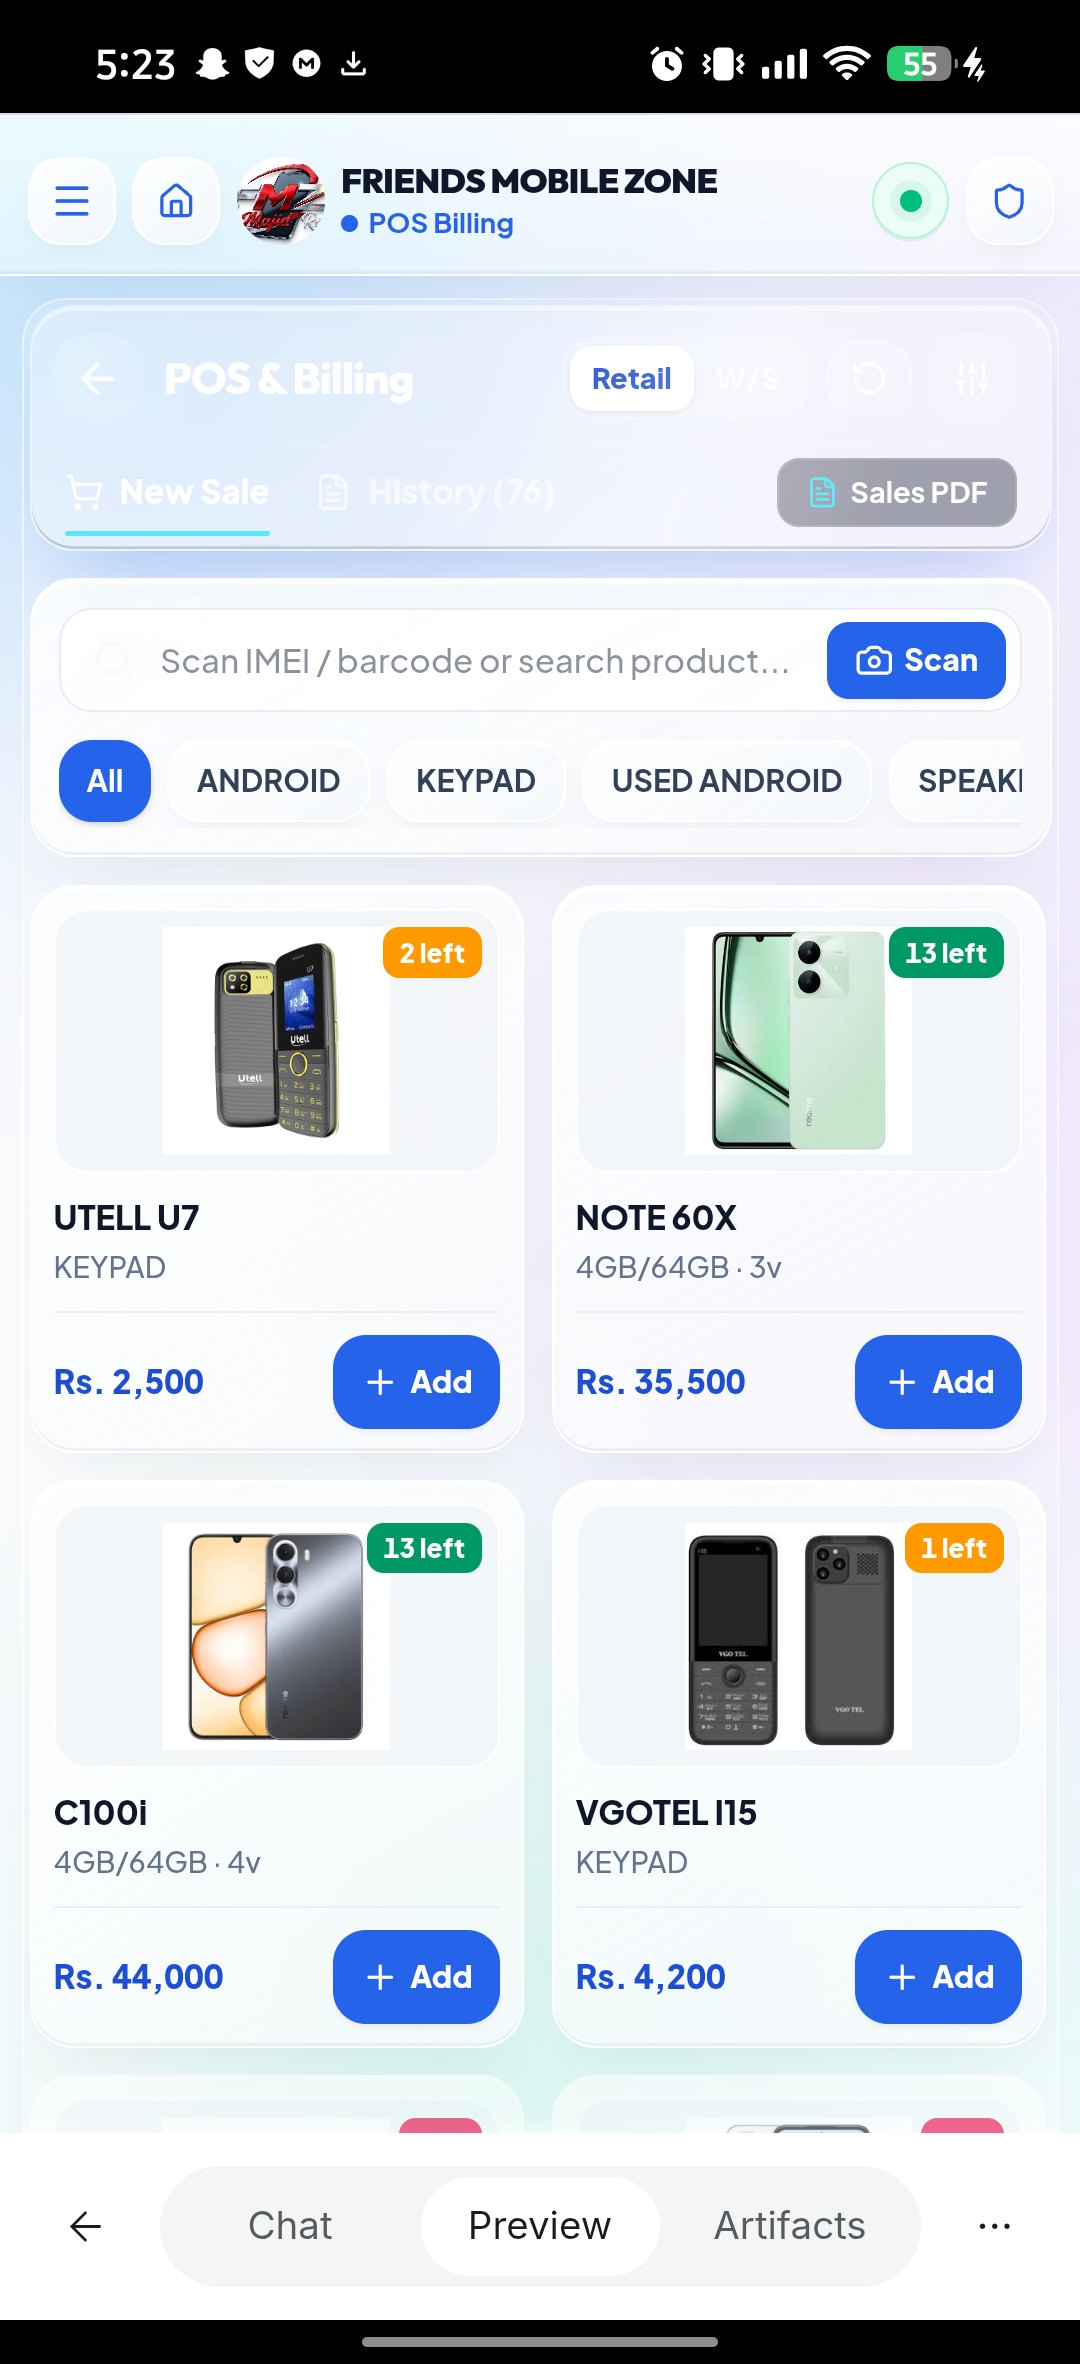 5:23
55
FRIENDS MOBILE ZONE
POS Billing
POS & Billing
Retail
W/S
New Sale
History (76)
Sales PDF
Scan IMEI / barcode or search product...
Scan
All
ANDROID
KEYPAD
USED ANDROID
SPEAK
2 left
13 left
UTELL U7
KEYPAD
Rs. 2,500
Add
NOTE 60X
4GB/64GB · 3v
Rs. 35,500
Add
13 left
1 left
C100i
4GB/64GB · 4v
Rs. 44,000
Add
VGOTEL I15
KEYPAD
Rs. 4,200
Add
Chat
Preview
Artifacts